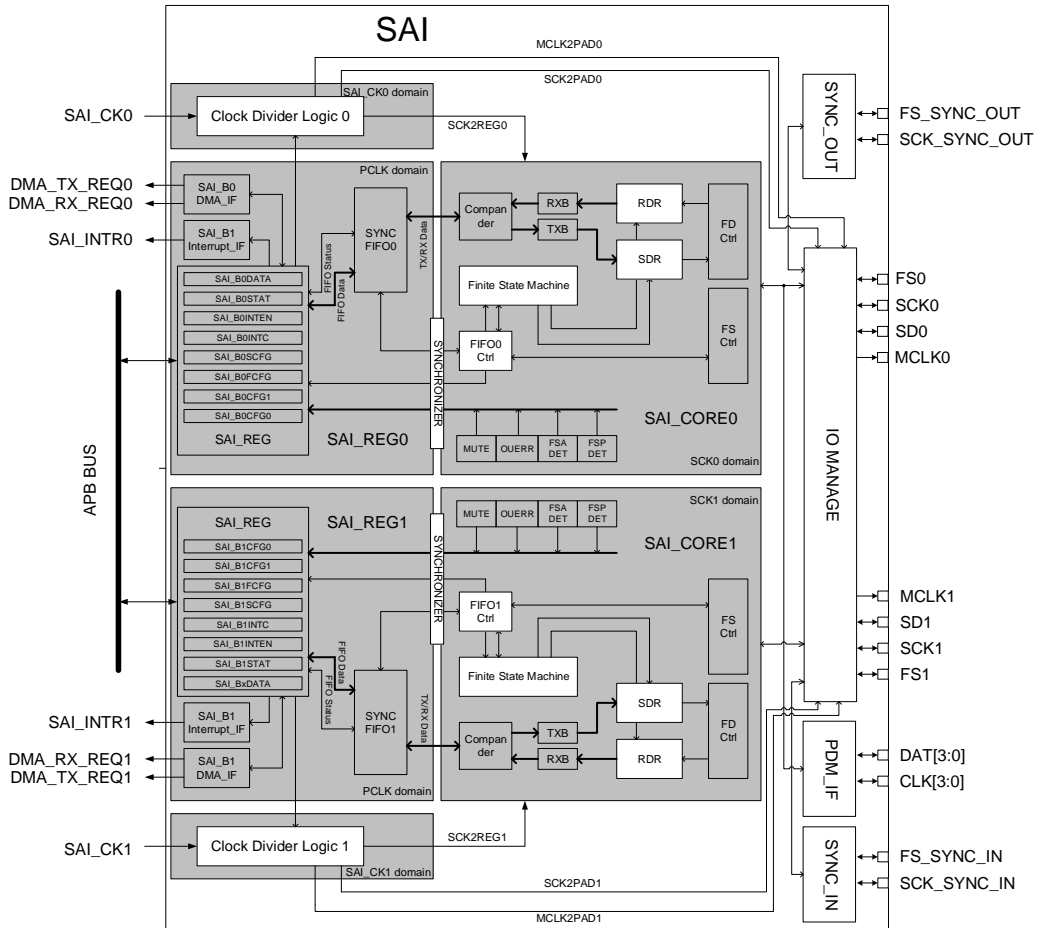 SAI
MCLK2PAD0
SCK2PAD0
SAI_CK0 domain
SAI_CK0
Clock Divider Logic 0
SCK2REG0
SYNC_OUT
FS_SYNC_OUT
SCK_SYNC_OUT
PCLK domain
DMA_TX_REQ0
DMA_RX_REQ0
SAI_B0
DMA_IF
SAI_INTR0
SAI_B1
Interrupt_IF
SYNC
FIFO0
FIFO Status
FIFO Data
TX/RX Data
Compan
der
RXB
TXB
RDR
SDR
FD
Ctrl
Finite State Machine
FIFO0
Ctrl
FS
Ctrl
SAI_B0DATA
SAI_B0STAT
SAI_B0INTEN
SAI_B0INTC
SAI_B0SCFG
SAI_B0FCFG
SAI_B0CFG1
SAI_B0CFG0
SAI_REG
SAI_REG0
SYNCHRONIZER
SAI_CORE0
MUTE
OUERR
FSA
DET
FSP
DET
SCK0 domain
FS0
SCK0
SD0
MCLK0
IO MANAGE
APB BUS
SCK1 domain
SAI_REG
SAI_REG1
SYNCHRONIZER
MUTE
OUERR
FSA
DET
FSP
DET
SAI_CORE1
SAI_B1CFG0
SAI_B1CFG1
SAI_B1FCFG
SAI_B1SCFG
SAI_B1INTC
SAI_B1INTEN
SAI_B1STAT
SAI_BxDATA
FIFO1
Ctrl
FS
Ctrl
Finite State Machine
FIFO Data
FIFO Status
SYNC
FIFO1
TX/RX Data
Compan
der
TXB
RXB
SDR
RDR
FD
Ctrl
MCLK1
SD1
SCK1
FS1
SAI_INTR1
SAI_B1
Interrupt_IF
DMA_RX_REQ1
DMA_TX_REQ1
SAI_B1
DMA_IF
PCLK domain
PDM_IF
DAT[3:0]
CLK[3:0]
SAI_CK1
Clock Divider Logic 1
SCK2REG1
SAI_CK1 domain
SCK2PAD1
MCLK2PAD1
SYNC_IN
FS_SYNC_IN
SCK_SYNC_IN